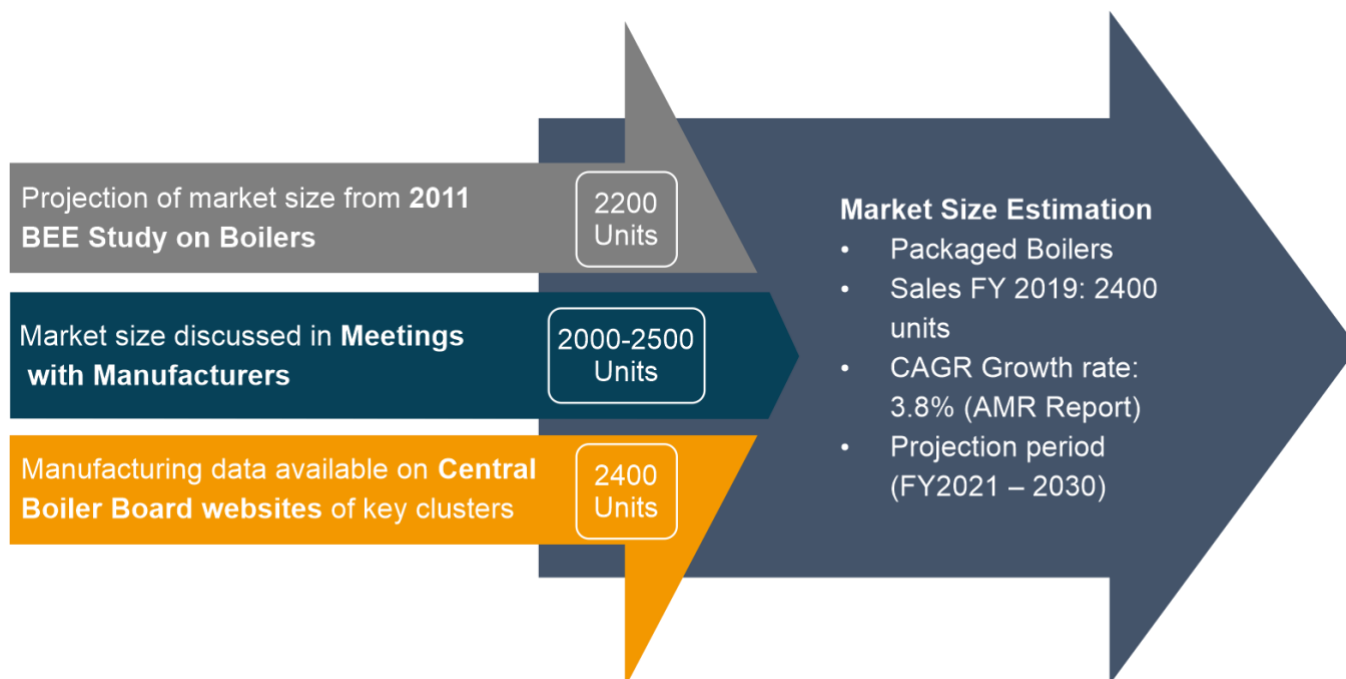 Projection of market size from 2011
BEE Study on Boilers
2200
Units
Market size discussed in Meetings
with Manufacturers
2000-2500
Units
Manufacturing data available on Central
Boiler Board websites of key clusters
2400
Units
Market Size Estimation
• Packaged Boilers
• Sales FY 2019: 2400
units
• CAGR Growth rate:
3.8% (AMR Report)
• Projection period
(FY2021 – 2030)